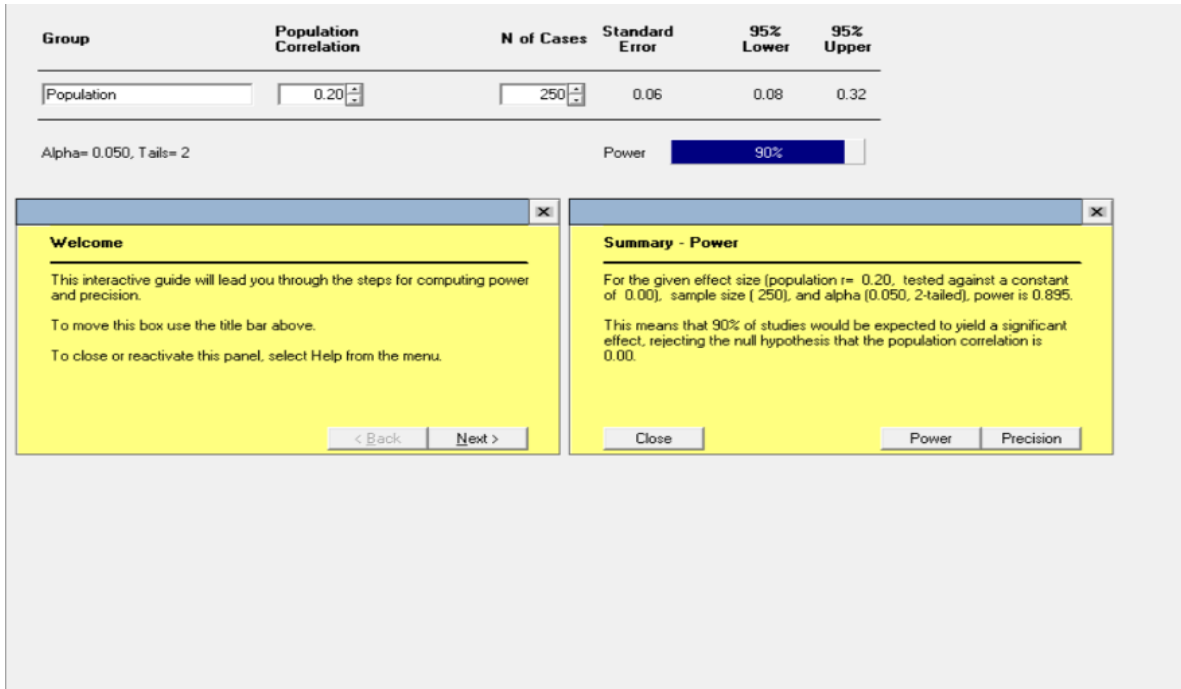 Group Population Correlation N of Cases Standard Error 95% Lower 95% Upper
Population 0.20 250 0.06 0.08 0.32
Alpha= 0.050, Tails= 2 Power 90%
Welcome
This interactive guide will lead you through the steps for computing power
and precision.
To move this box use the title bar above.
To close or reactivate this panel, select Help from the menu.
< Back Next >
Summary - Power
For the given effect size (population r= 0.20, tested against a constant
of 0.00), sample size ( 250), and alpha (0.050, 2-tailed), power is 0.895.
This means that 90% of studies would be expected to yield a significant
effect, rejecting the null hypothesis that the population correlation is
0.00.
Close Power Precision